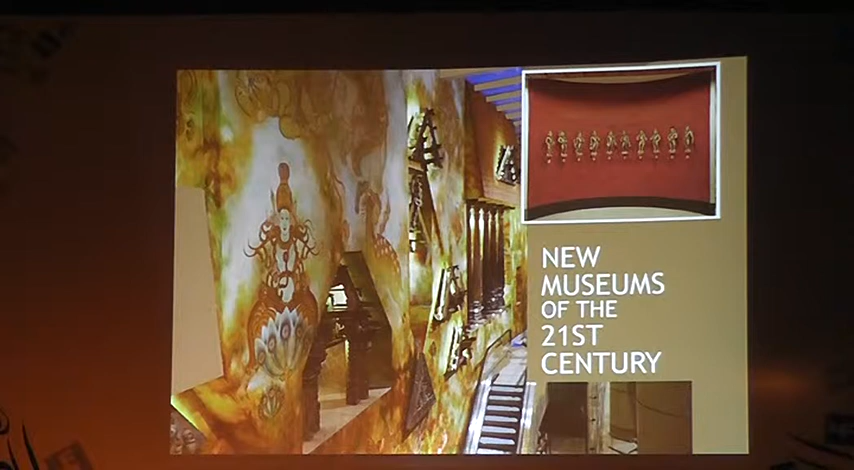 NEW
MUSEUMS
OF THE
21ST
CENTURY